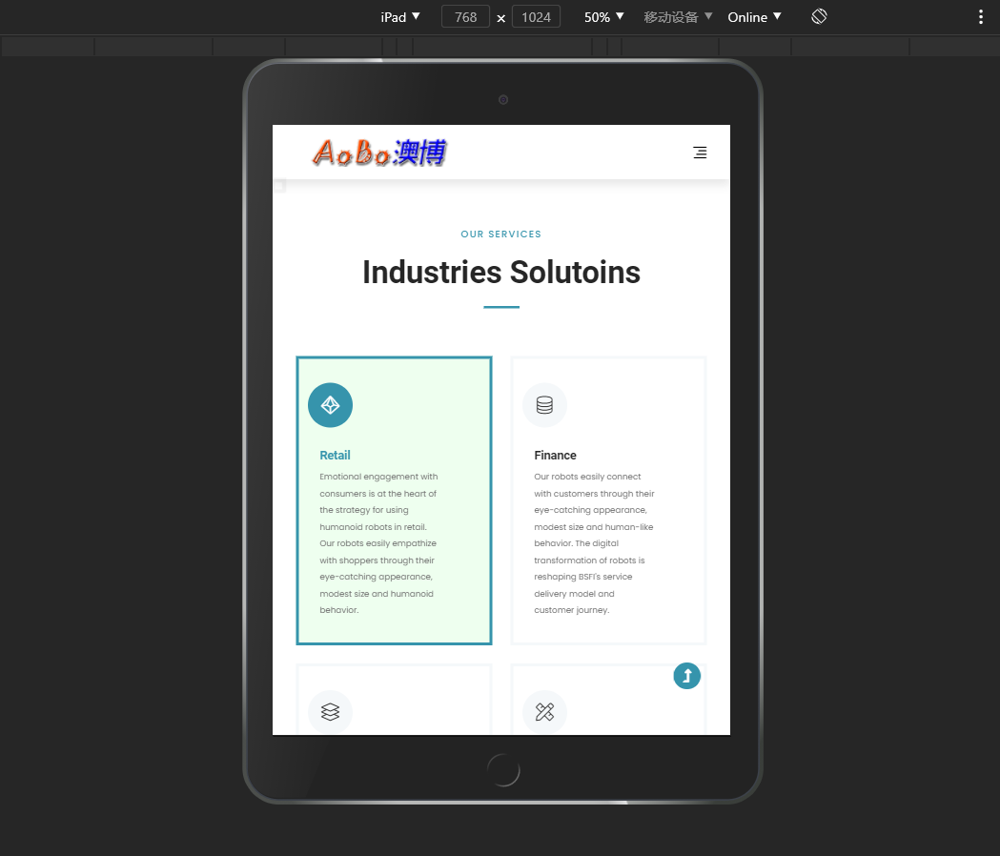 iPad ▼ 768 × 1024 50% ▼ 移动设备 ▼ Online ▼
AoBo澳博
OUR SERVICES
Industries Solutoins
Retail
Emotional engagement with
consumers is at the heart of
the strategy for using
humanoid robots in retail.
Our robots easily empathize
with shoppers through their
eye-catching appearance,
modest size and humanoid
behavior.
Finance
Our robots easily connect
with customers through their
eye-catching appearance,
modest size and human-like
behavior. The digital
transformation of robots is
reshaping BSFI's service
delivery model and
customer journey.